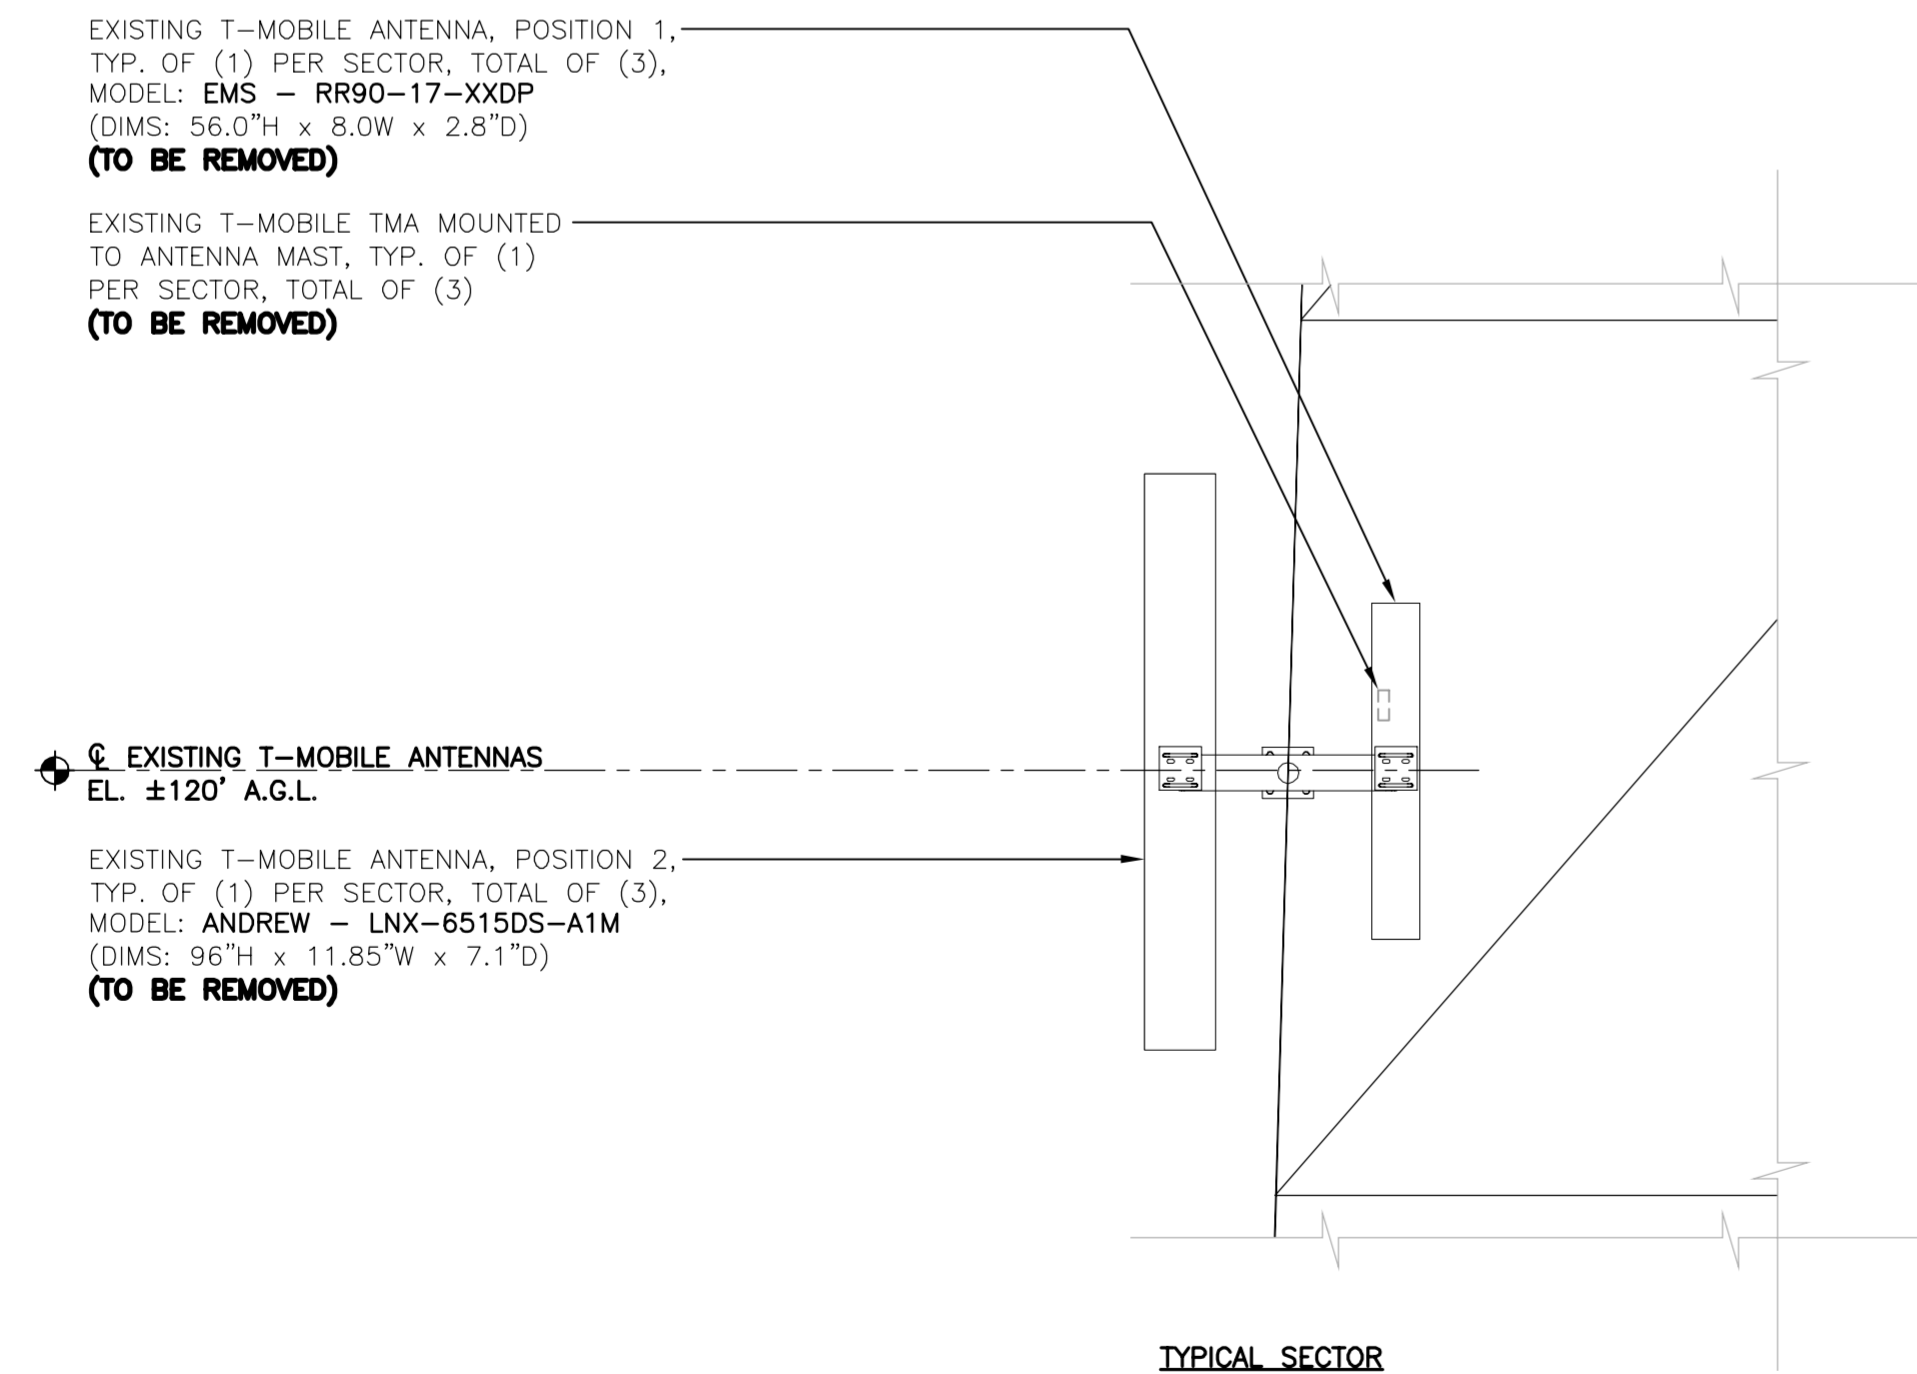 EXISTING T-MOBILE ANTENNA, POSITION 1,
TYP. OF (1) PER SECTOR, TOTAL OF (3),
MODEL: EMS - RR90-17-XXDP
(DIMS: 56.0"H x 8.0W x 2.8"D)
(TO BE REMOVED)
EXISTING T-MOBILE TMA MOUNTED
TO ANTENNA MAST, TYP. OF (1)
PER SECTOR, TOTAL OF (3)
(TO BE REMOVED)
℄ EXISTING T-MOBILE ANTENNAS
EL. ±120' A.G.L.
EXISTING T-MOBILE ANTENNA, POSITION 2,
TYP. OF (1) PER SECTOR, TOTAL OF (3),
MODEL: ANDREW - LNX-6515DS-A1M
(DIMS: 96"H x 11.85"W x 7.1"D)
(TO BE REMOVED)
TYPICAL SECTOR